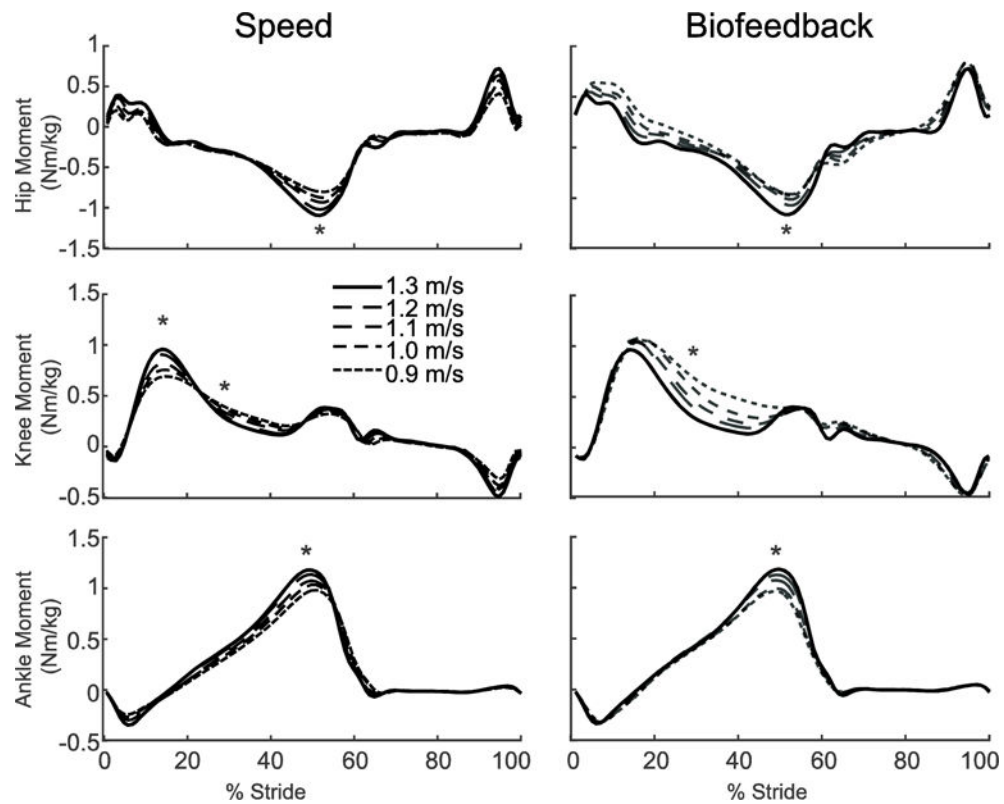 Speed
Biofeedback
Hip Moment
(Nm/kg)
1
0.5
0
-0.5
-1
-1.5
*
*
Knee Moment
(Nm/kg)
1.5
1
0.5
0
-0.5
*
*
1.3 m/s
1.2 m/s
1.1 m/s
1.0 m/s
0.9 m/s
*
Ankle Moment
(Nm/kg)
1.5
1
0.5
0
-0.5
*
*
0 20 40 60 80 100
0 20 40 60 80 100
% Stride
% Stride